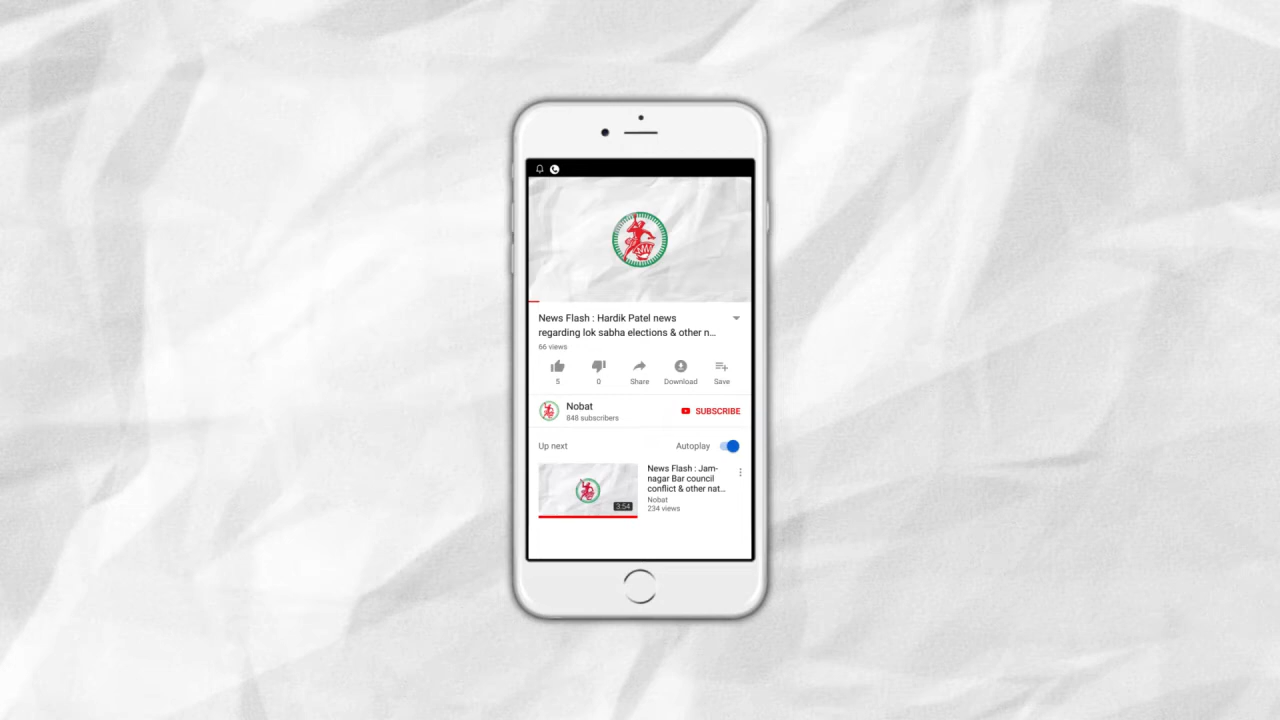 News Flash : Hardik Patel news
regarding lok sabha elections & other n...
66 views
5
0
Share
Download
Save
Nobat
848 subscribers
SUBSCRIBE
Up next
Autoplay
3:54
News Flash : Jam-
nagar Bar council
conflict & other nat...
Nobat
234 views